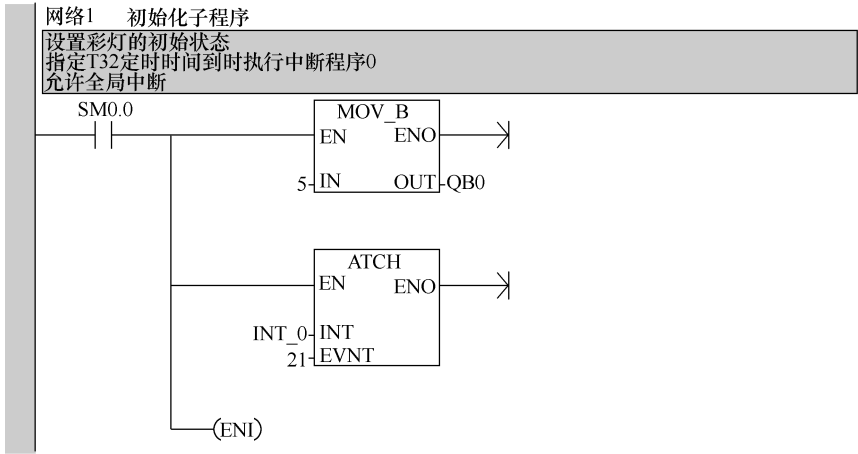 网络1 初始化子程序
设置彩灯的初始状态
指定T32定时时间到时执行中断程序0
允许全局中断
SM0.0
MOV_B
EN ENO
5 IN OUT QB0
ATCH
EN ENO
INT_0 INT
21 EVNT
(ENI)